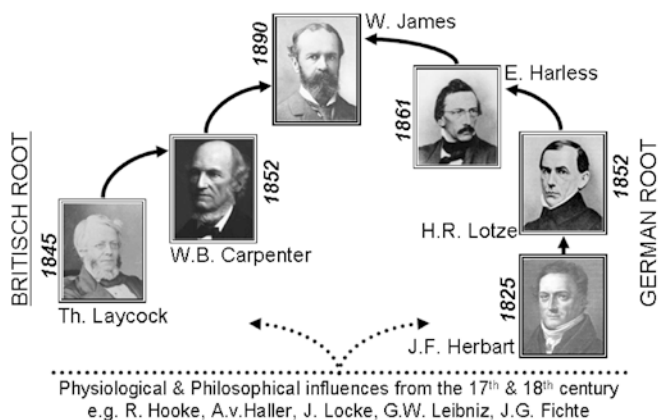 W. James
1890
E. Harless
1861
BRITISCH ROOT
1852
1852
GERMAN ROOT
H.R. Lotze
1845
W.B. Carpenter
1825
Th. Laycock
J.F. Herbart
Physiological & Philosophical influences from the 17th & 18th century
e.g. R. Hooke, A.v.Haller, J. Locke, G.W. Leibniz, J.G. Fichte